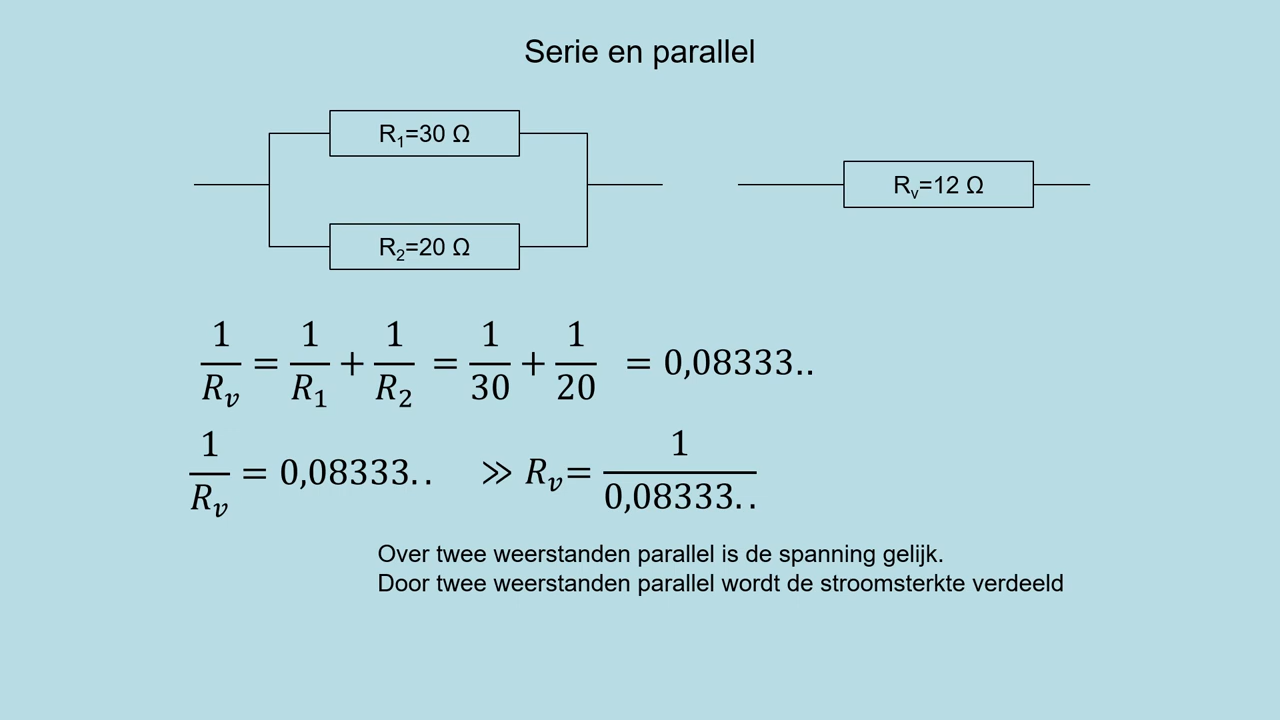 Serie en parallel
R₁=30 Ω
Rᵥ=12 Ω
R₂=20 Ω
1/Rᵥ = 1/R₁ + 1/R₂ = 1/30 + 1/20 = 0,08333..
1/Rᵥ = 0,08333.. ≫ Rᵥ= 1/0,08333..
Over twee weerstanden parallel is de spanning gelijk.
Door twee weerstanden parallel wordt de stroomsterkte verdeeld